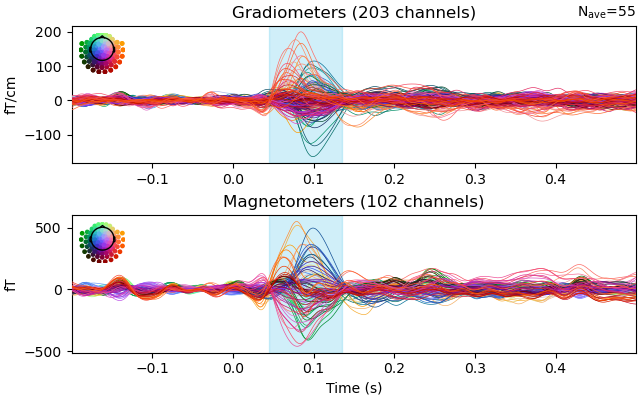 Gradiometers (203 channels)
N_ave=55
200
100
0
−100
fT/cm
−0.1 0.0 0.1 0.2 0.3 0.4
Magnetometers (102 channels)
500
0
−500
fT
−0.1 0.0 0.1 0.2 0.3 0.4
Time (s)